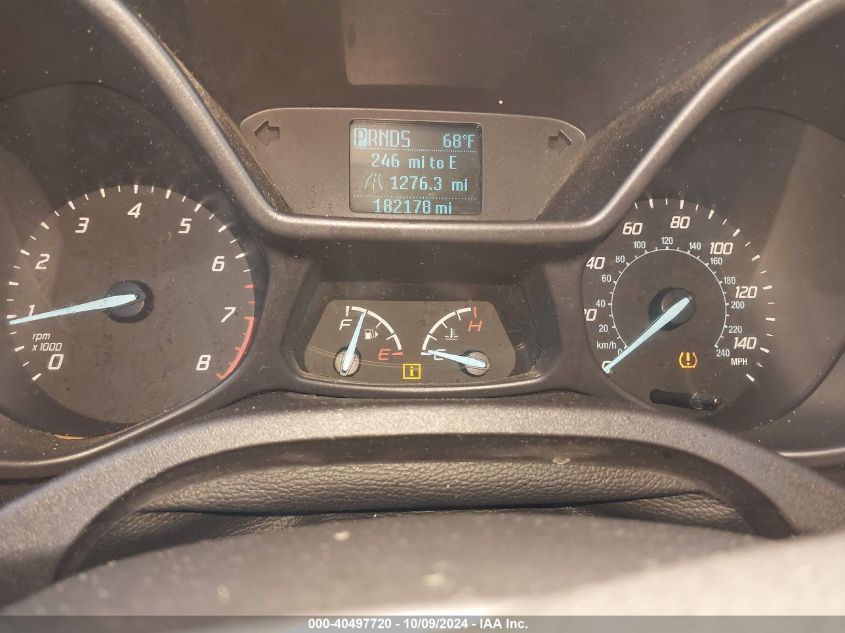 PRNDS 68°F
246 mi to E
1276.3 mi
182178 mi
0 1 2 3 4 5 6 7 8
rpm
x 1000
F E
C H
i
0 20 40 60 80 100 120 140
MPH
20 40 60 80 100 120 140 160 180 200 220 240
km/h
000-40497720 - 10/09/2024 - IAA Inc.